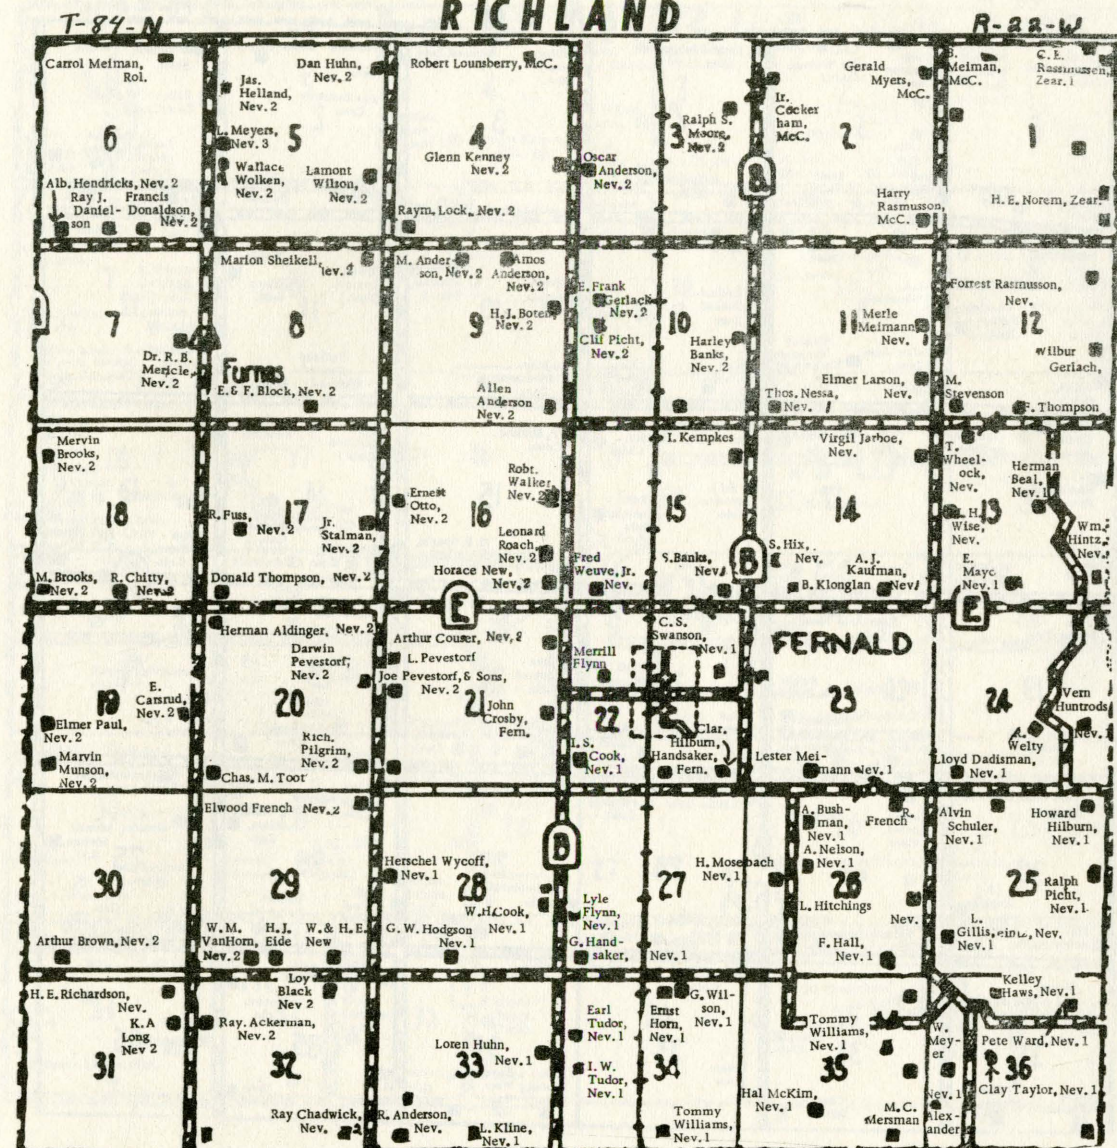 RICHLAND
T-84-N
R-22-W
Carrol Meiman,
Rol.
6
Alb. Hendricks, Nev. 2
Ray J.
Daniel-
son
Francis
Donaldson,
Nev. 2
Dan Huhn,
Nev. 2
Jas.
Helland,
Nev. 2
5
L. Meyers,
Nev. 3
Wallace
Wolken,
Nev. 2
Lamont
Wilson,
Nev. 2
Robert Lounsberry, McC.
4
Glenn Kenney
Nev. 2
Raym. Lock, Nev. 2
3
Ralph S.
Moore,
Nev. 2
Oscar
Anderson,
Nev. 2
Ir.
Cocker
ham,
McC.
Gerald
Myers,
McC.
2
Harry
Rasmusson,
McC.
Meiman,
McC.
C. E.
Rassmussen,
Zear. 1
1
H. E. Norem, Zear.
7
Dr. R. B.
Mericle,
Nev. 2
Marion Sheikell,
Nev. 2
8
Furnas
E. & F. Block, Nev. 2
M. Ander-
son, Nev. 2
Amos
Anderson,
Nev. 2
9
H. J. Boten,
Nev. 2
Allen
Anderson
Nev. 2
E. Frank
Gerlach
Nev. 2
Clif Picht,
Nev. 2
10
Harley
Banks,
Nev. 2
11
Merle
Meimann,
Nev.
Elmer Larson,
Nev.
Thos. Nessa,
Nev. 1
Forrest Rasmusson,
Nev.
12
Wilbur
Gerlach,
M.
Stevenson
F. Thompson
Mervin
Brooks,
Nev. 2
18
M. Brooks,
Nev. 2
R. Chitty,
Nev. 2
R. Fuss,
Nev. 2
17
Jr.
Stalman,
Nev. 2
Donald Thompson, Nev. 2
Ernest
Otto,
Nev. 2
16
Robt.
Walker,
Nev. 2
Leonard
Roach,
Nev. 2
Horace New,
Nev. 2
E
I. Kempkes
15
Fred
Weuve, Jr.
Nev.
S. Banks,
Nev.
B
Virgil Jarboe,
Nev.
14
S. Hix,
Nev.
A. J.
Kaufman,
Nev.
B. Klonglan
T.
Wheel-
ock,
Nev.
Herman
Beal,
Nev. 1
L. H.
Wise,
Nev.
13
Wm.
Hintz,
Nev.
E.
Mayo
Nev. 1
E
19
E.
Carsrud,
Nev. 2
Elmer Paul,
Nev. 2
Marvin
Munson,
Nev. 2
Herman Aldinger, Nev. 2
Darwin
Pevestorf,
Nev. 2
20
Rich.
Pilgrim,
Nev. 2
Chas. M. Toot
Arthur Couser, Nev. 2
L. Pevestorf
Joe Pevestorf, & Sons,
Nev. 2
21
John
Crosby,
Fern.
C. S.
Swanson,
Nev. 1
Merrill
Flynn
22
I. S.
Cook,
Nev. 1
Clar.
Hilburn,
Handsaker,
Fern.
FERNALD
23
Lester Mei-
mann Nev. 1
24
Vern
Huntrods
Nev. 1
R.
Welty
Lloyd Dadisman,
Nev. 1
30
Arthur Brown, Nev. 2
Elwood French Nev. 2
29
W. M.
VanHorn,
Nev. 2
H. J.
Eide
W. & H. E.
New
Herschel Wycoff,
Nev. 1
28
W. H. Cook,
Nev. 1
G. W. Hodgson
Nev. 1
B
27
Lyle
Flynn,
Nev. 1
G. Hand-
saker, Nev. 1
H. Mosebach
Nev. 1
A. Bush-
man,
Nev. 1
R.
French
A. Nelson,
Nev. 1
26
L. Hitchings
Nev.
F. Hall,
Nev. 1
Alvin
Schuler,
Nev. 1
Howard
Hilburn,
Nev. 1
25
Ralph
Picht,
Nev. 1
L.
Gillis, Nev.
Nev. 1
H. E. Richardson,
Nev.
K. A
Long
Nev 2
31
Loy
Black
Nev 2
Ray. Ackerman,
Nev. 2
32
Ray Chadwick,
Nev. 2
Loren Huhn,
Nev. 1
33
R. Anderson,
Nev.
L. Kline,
Nev. 1
Earl
Tudor,
Nev. 1
Ernst
Horn,
Nev. 1
G. Wil-
son,
Nev. 1
34
I. W.
Tudor,
Nev. 1
Tommy
Williams,
Nev. 1
Tommy
Williams,
Nev. 1
35
Hal McKim,
Nev. 1
M. C.
Mersman
W.
Mey-
er
Nev. 1
Alex-
ander
Kelley
Haws, Nev. 1
Pete Ward, Nev. 1
36
Clay Taylor, Nev. 1